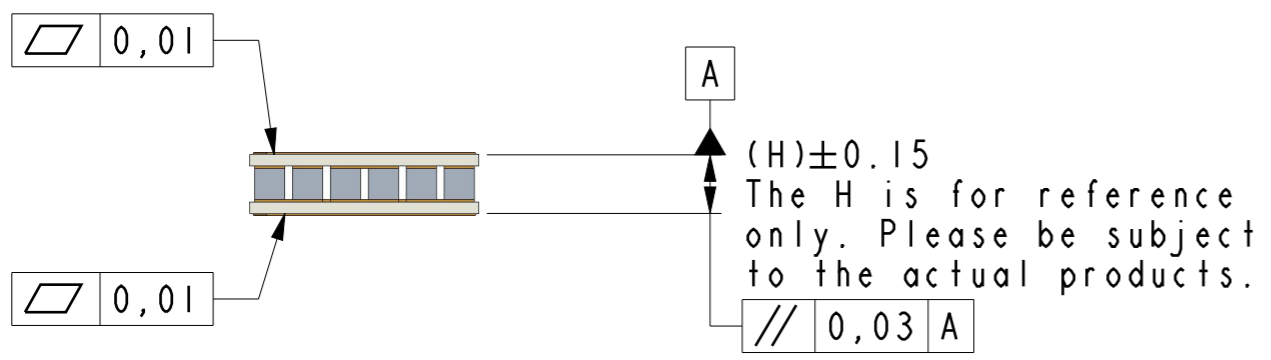 0,01
A
(H)±0.15
The H is for reference
only. Please be subject
to the actual products.
0,01
// 0,03 A